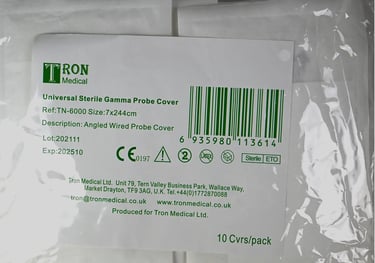 TRON
Medical
Universal Sterile Gamma Probe Cover
Ref:TN-6000 Size:7x244cm
Description: Angled Wired Probe Cover
Lot:202111
Exp:202510
6 935980 113614
CE 0197
2
Sterile ETO
Tron Medical Ltd. Unit 79, Tern Valley Business Park, Wallace Way,
Market Drayton, TF9 3AG, U.K. Tel.+44(0)1772870088
tron@tronmedical.co.uk www.tronmedical.co.uk
Produced for Tron Medical Ltd.
10 Cvrs/pack